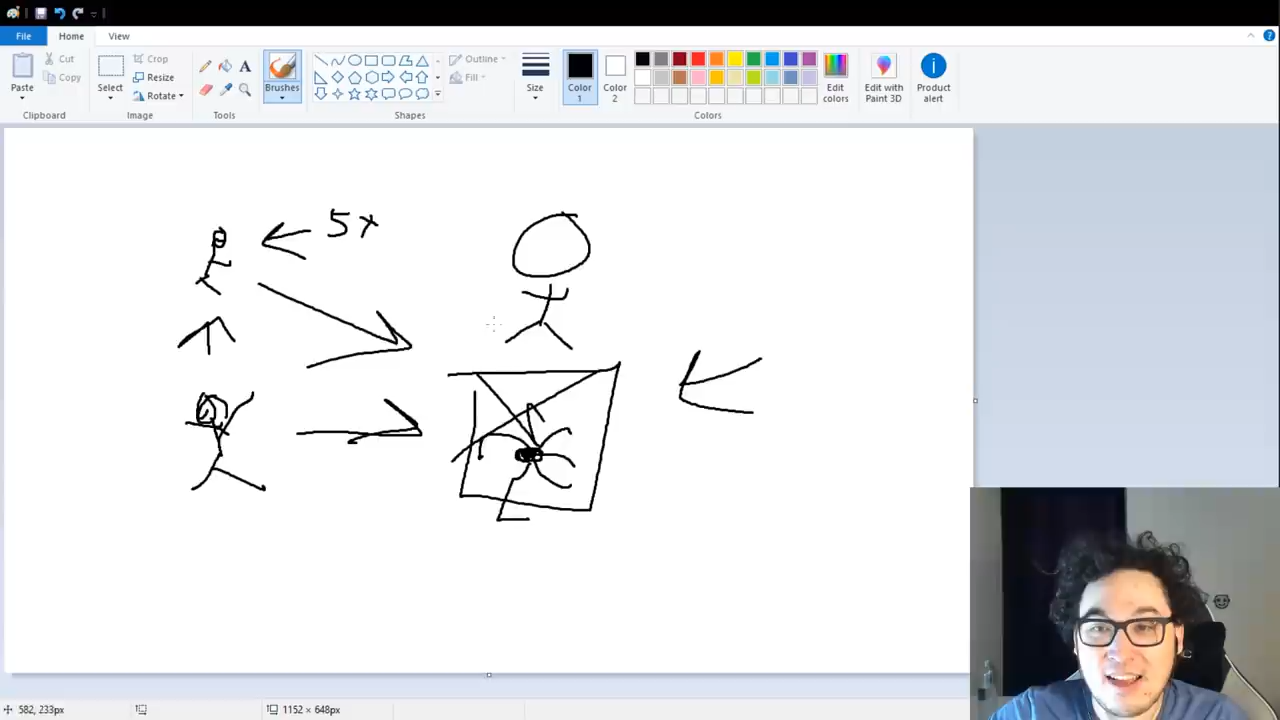 File Home View
Paste Cut Copy Clipboard
Select Crop Resize Rotate Image
A Tools
Brushes
Shapes Outline Fill
Size
Color 1 Color 2 Edit colors Colors
Edit with Paint 3D
Product alert
5x
582, 233px 1152 × 648px